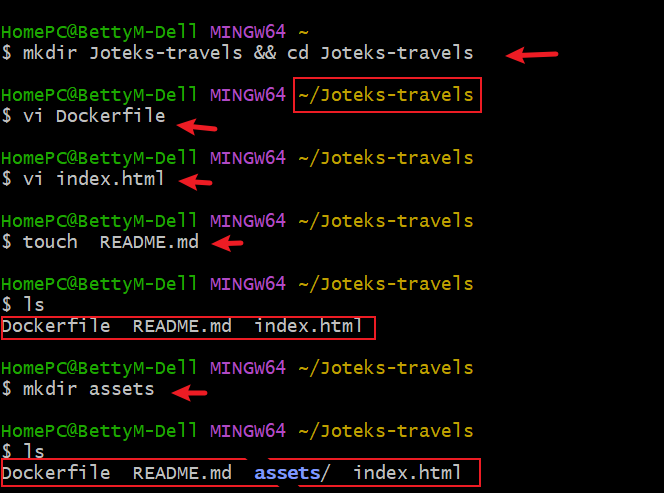 HomePC@BettyM-Dell MINGW64 ~
$ mkdir Joteks-travels && cd Joteks-travels
HomePC@BettyM-Dell MINGW64 ~/Joteks-travels
$ vi Dockerfile
HomePC@BettyM-Dell MINGW64 ~/Joteks-travels
$ vi index.html
HomePC@BettyM-Dell MINGW64 ~/Joteks-travels
$ touch  README.md
HomePC@BettyM-Dell MINGW64 ~/Joteks-travels
$ ls
Dockerfile  README.md  index.html
HomePC@BettyM-Dell MINGW64 ~/Joteks-travels
$ mkdir assets
HomePC@BettyM-Dell MINGW64 ~/Joteks-travels
$ ls
Dockerfile  README.md  assets/  index.html